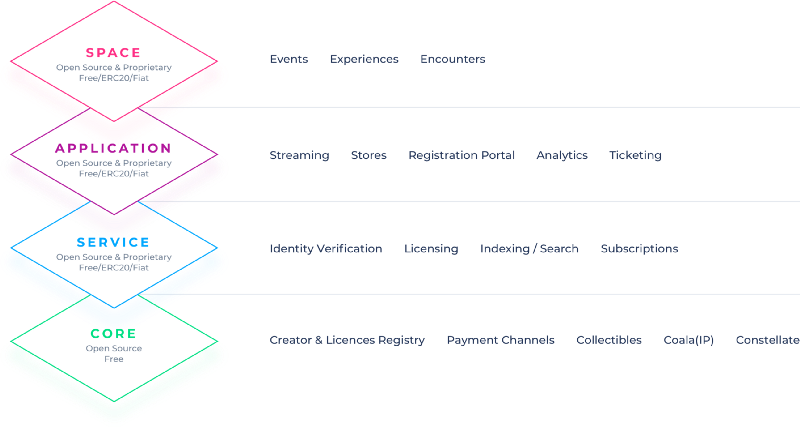 SPACE
Open Source & Proprietary
Free/ERC20/Fiat
Events Experiences Encounters
APPLICATION
Open Source & Proprietary
Free/ERC20/Fiat
Streaming Stores Registration Portal Analytics Ticketing
SERVICE
Open Source & Proprietary
Free/ERC20/Fiat
Identity Verification Licensing Indexing / Search Subscriptions
CORE
Open Source
Free
Creator & Licences Registry Payment Channels Collectibles Coala(IP) Constellate